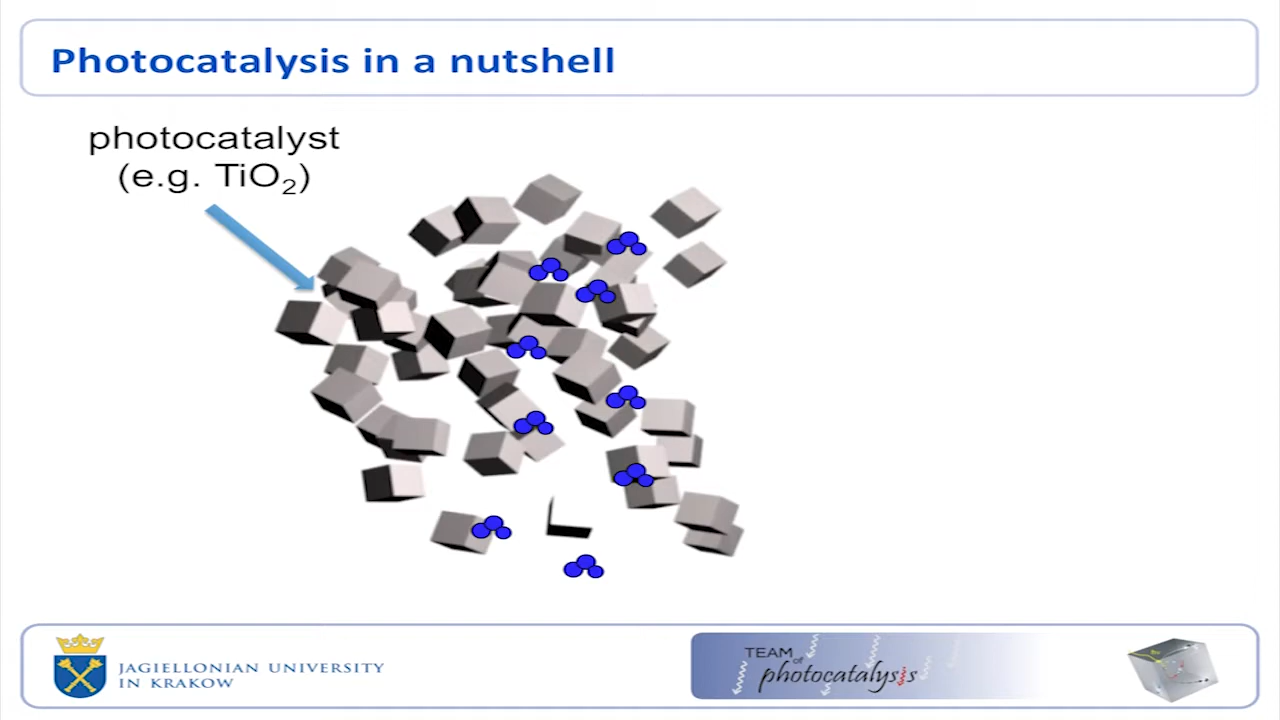 Photocatalysis in a nutshell
photocatalyst
(e.g. TiO₂)
JAGIELLONIAN UNIVERSITY
IN KRAKOW
TEAM
of
photocatalysis